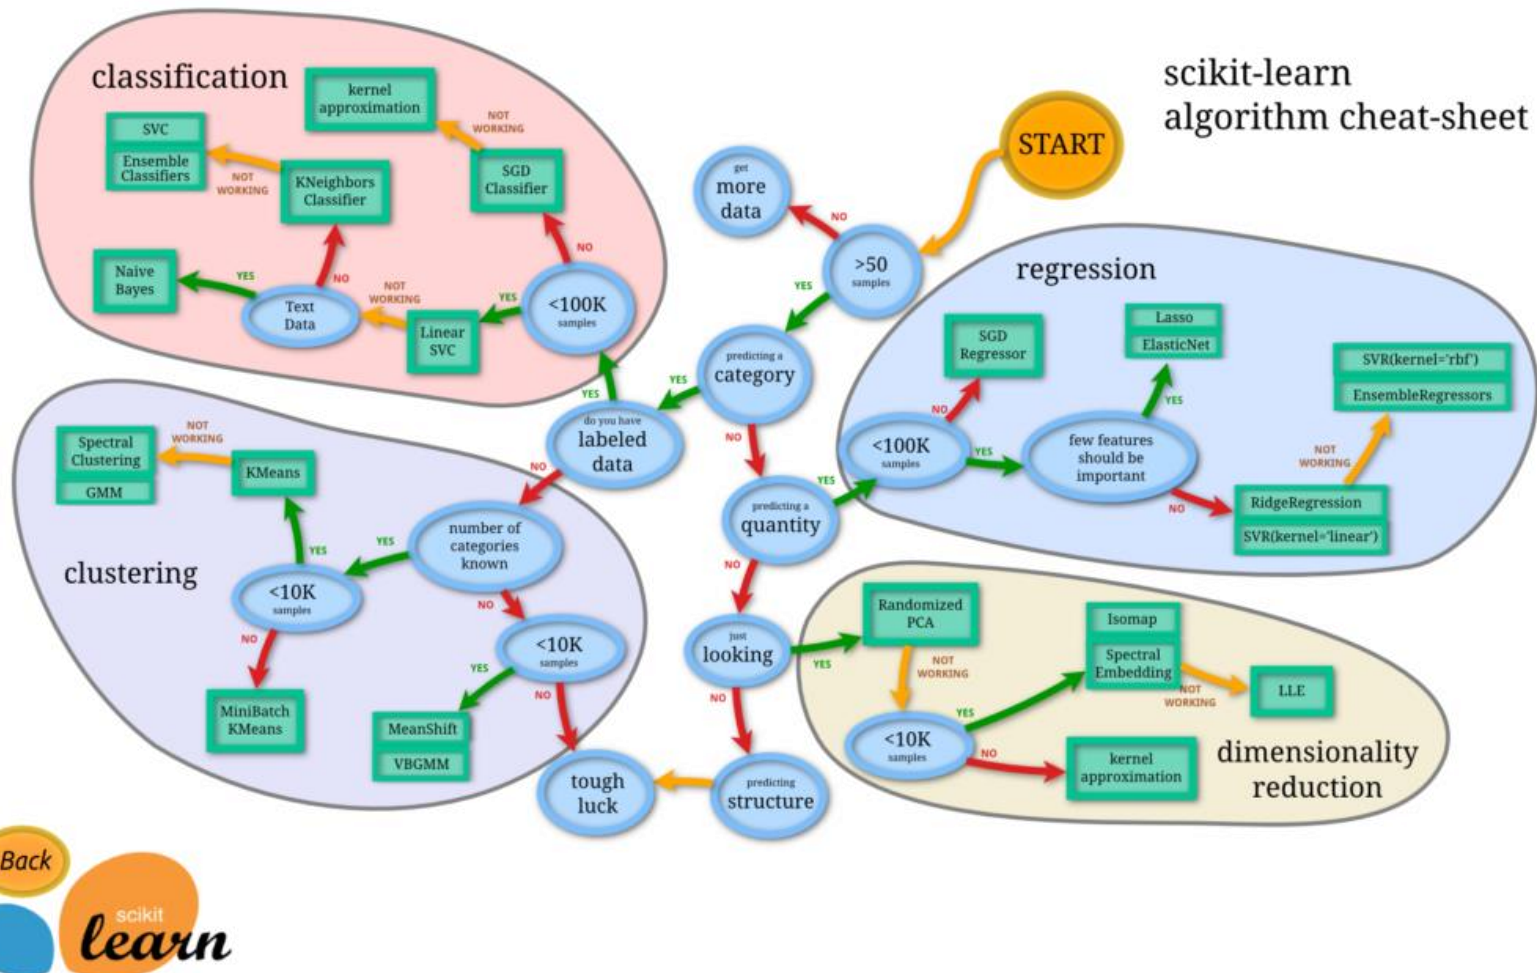 scikit-learn
algorithm cheat-sheet
START
classification
kernel
approximation
NOT
WORKING
SVC
Ensemble
Classifiers
NOT
WORKING
KNeighbors
Classifier
SGD
Classifier
NO
Naive
Bayes
YES
Text
Data
NO
NOT
WORKING
Linear
SVC
YES
<100K
samples
YES
get
more
data
NO
>50
samples
YES
predicting a
category
YES
NO
do you have
labeled
data
NO
predicting a
quantity
YES
NO
just
looking
YES
NO
predicting
structure
tough
luck
regression
SGD
Regressor
NO
<100K
samples
YES
Lasso
ElasticNet
YES
few features
should be
important
NO
SVR(kernel='rbf')
EnsembleRegressors
NOT
WORKING
RidgeRegression
SVR(kernel='linear')
clustering
Spectral
Clustering
GMM
NOT
WORKING
KMeans
YES
<10K
samples
NO
MiniBatch
KMeans
YES
number of
categories
known
NO
<10K
samples
YES
NO
MeanShift
VBGMM
Randomized
PCA
NOT
WORKING
<10K
samples
YES
NO
Isomap
Spectral
Embedding
NOT
WORKING
LLE
kernel
approximation
dimensionality
reduction
Back
scikit
learn